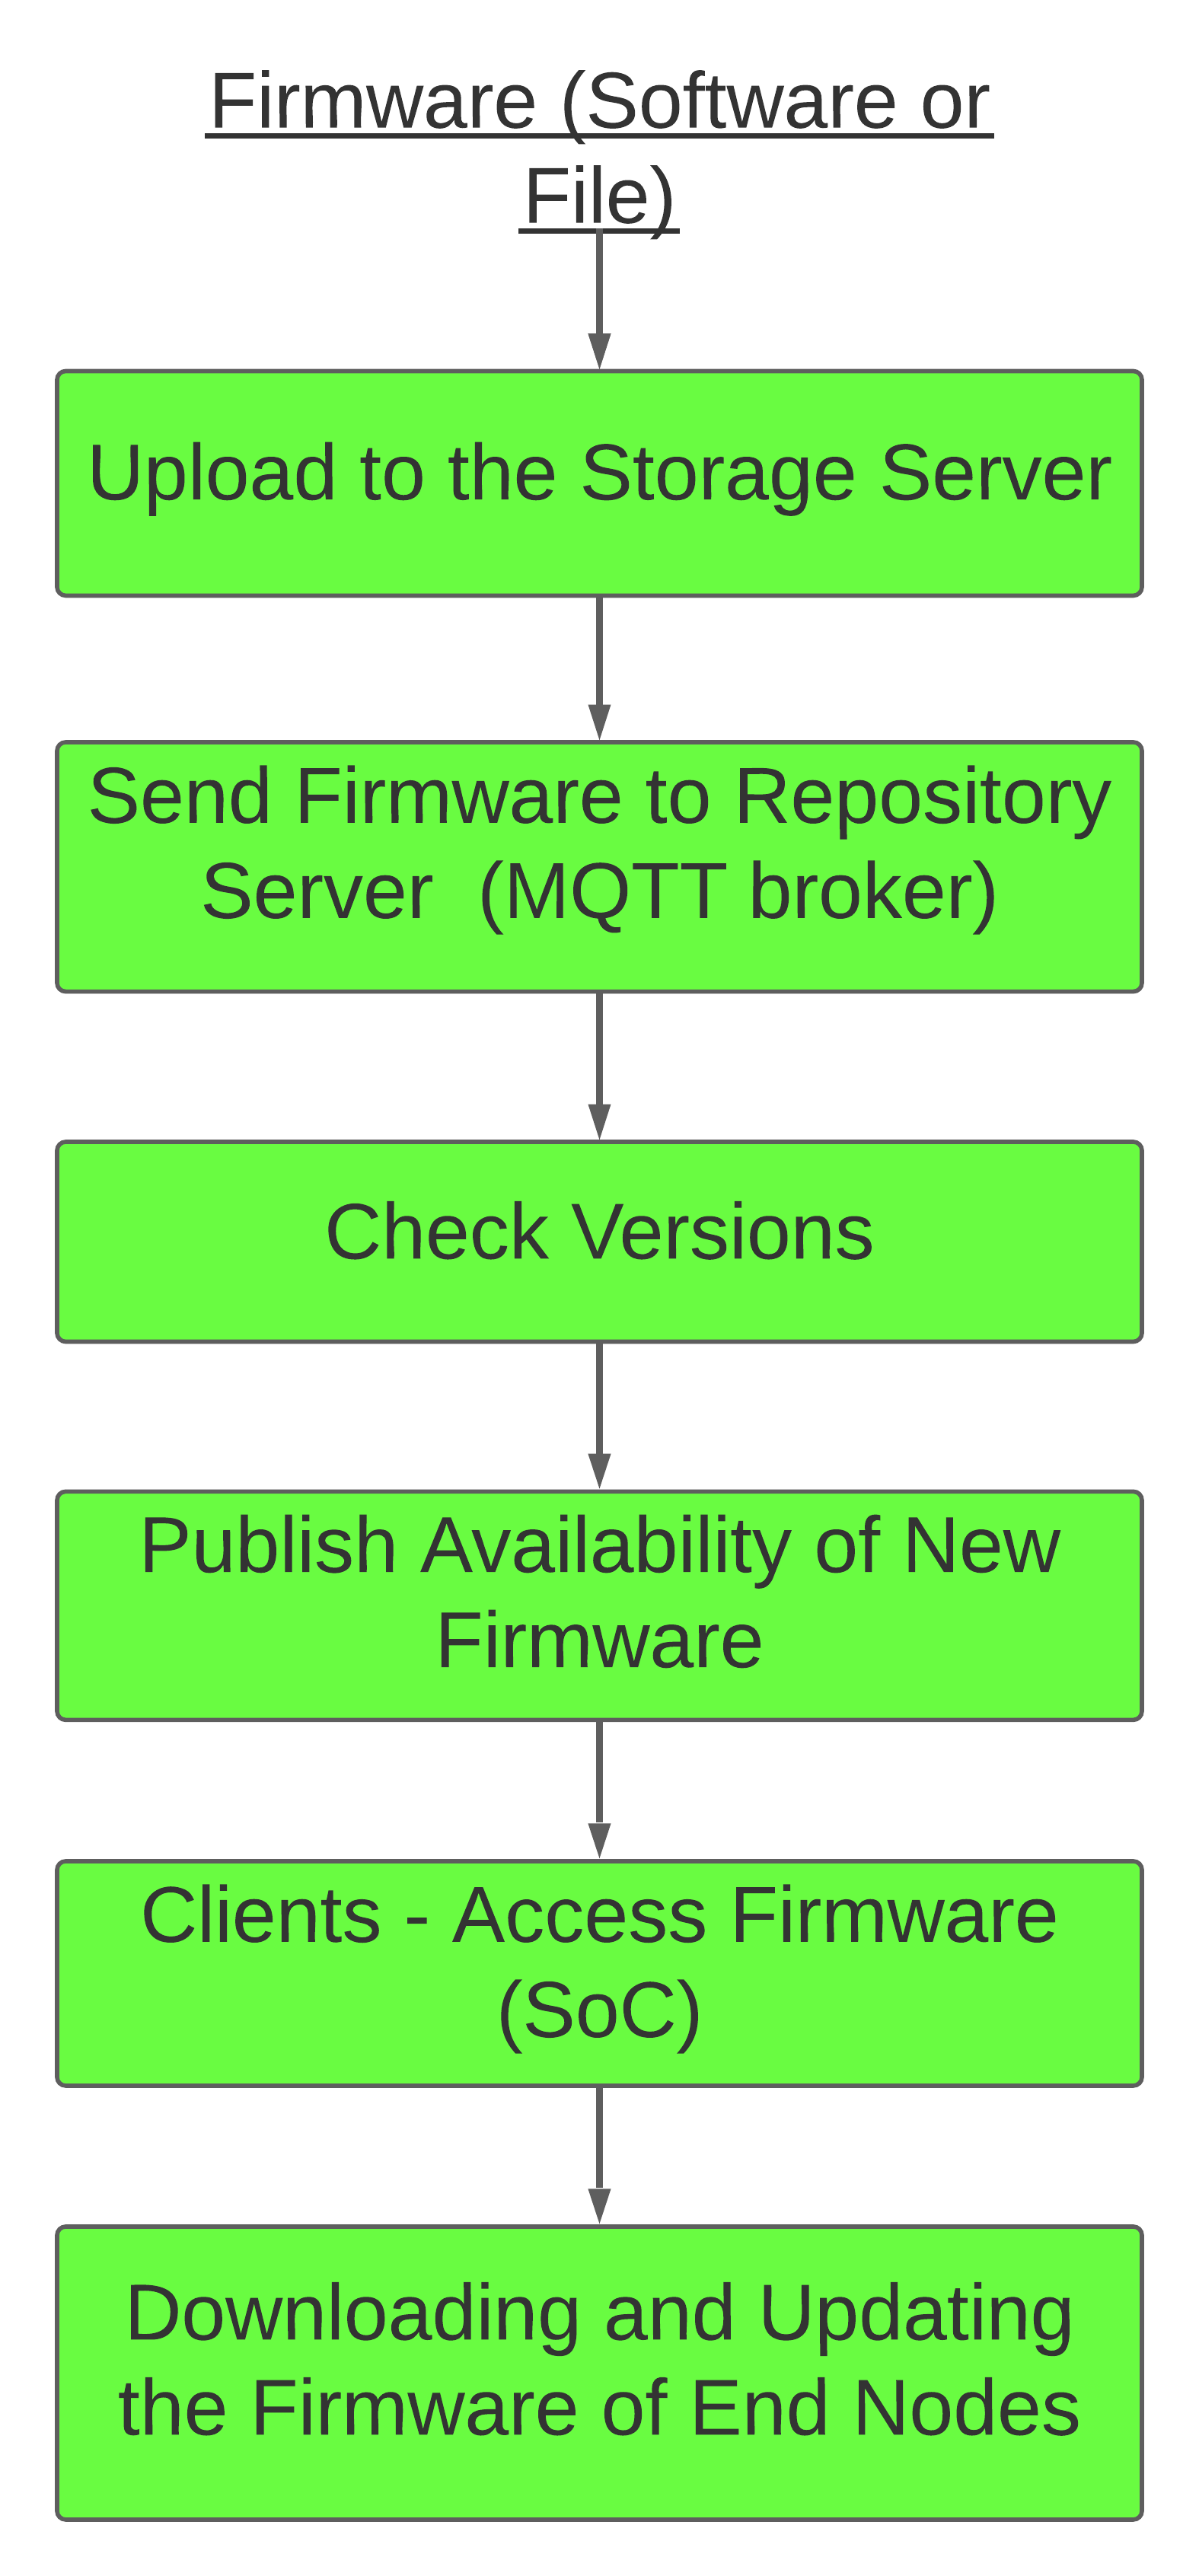 Firmware (Software or
File)
Upload to the Storage Server
Send Firmware to Repository
Server  (MQTT broker)
Check Versions
Publish Availability of New
Firmware
Clients - Access Firmware
(SoC)
Downloading and Updating
the Firmware of End Nodes